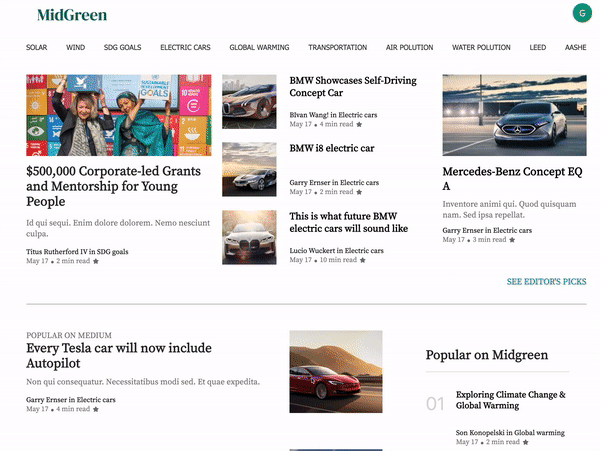 MidGreen
G
SOLAR WIND SDG GOALS ELECTRIC CARS GLOBAL WARMING TRANSPORTATION AIR POLUTION WATER POLUTION LEED AASHE
SUSTAINABLE
DEVELOPMENT
GOALS
$500,000 Corporate-led Grants
and Mentorship for Young
People
Id qui sequi. Enim dolore dolorem. Nemo nesciunt
culpa.
Titus Rutherford IV in SDG goals
May 17 • 2 min read ★
BMW Showcases Self-Driving
Concept Car
BIvan Wang! in Electric cars
May 17 • 4 min read ★
BMW i8 electric car
Garry Ernser in Electric cars
May 17 • 2 min read ★
This is what future BMW
electric cars will sound like
Lucio Wuckert in Electric cars
May 17 • 10 min read ★
Mercedes-Benz Concept EQ
A
Inventore animi qui. Quod quisquam
nam. Sed ipsa repellat.
Garry Ernser in Electric cars
May 17 • 3 min read ★
SEE EDITOR'S PICKS
POPULAR ON MEDIUM
Every Tesla car will now include
Autopilot
Non qui consequatur. Necessitatibus modi sed. Et quae expedita.
Garry Ernser in Electric cars
May 17 • 4 min read ★
Popular on Midgreen
01
Exploring Climate Change &
Global Warming
Son Konopelski in Global warming
May 17 • 2 min read ★